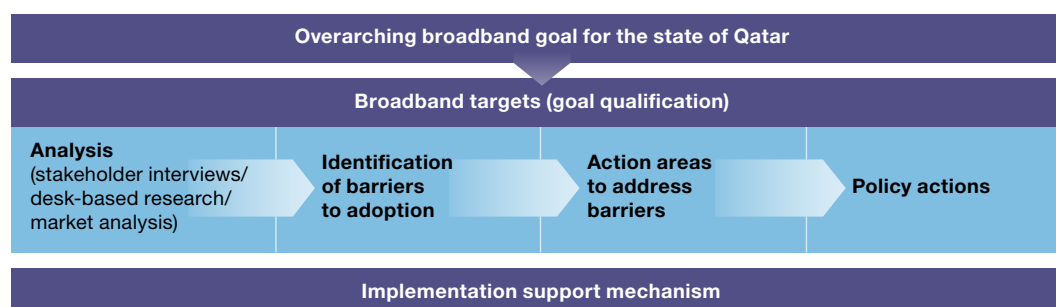 Overarching broadband goal for the state of Qatar
Broadband targets (goal qualification)
Analysis
(stakeholder interviews/
desk-based research/
market analysis)
Identification
of barriers
to adoption
Action areas
to address
barriers
Policy actions
Implementation support mechanism